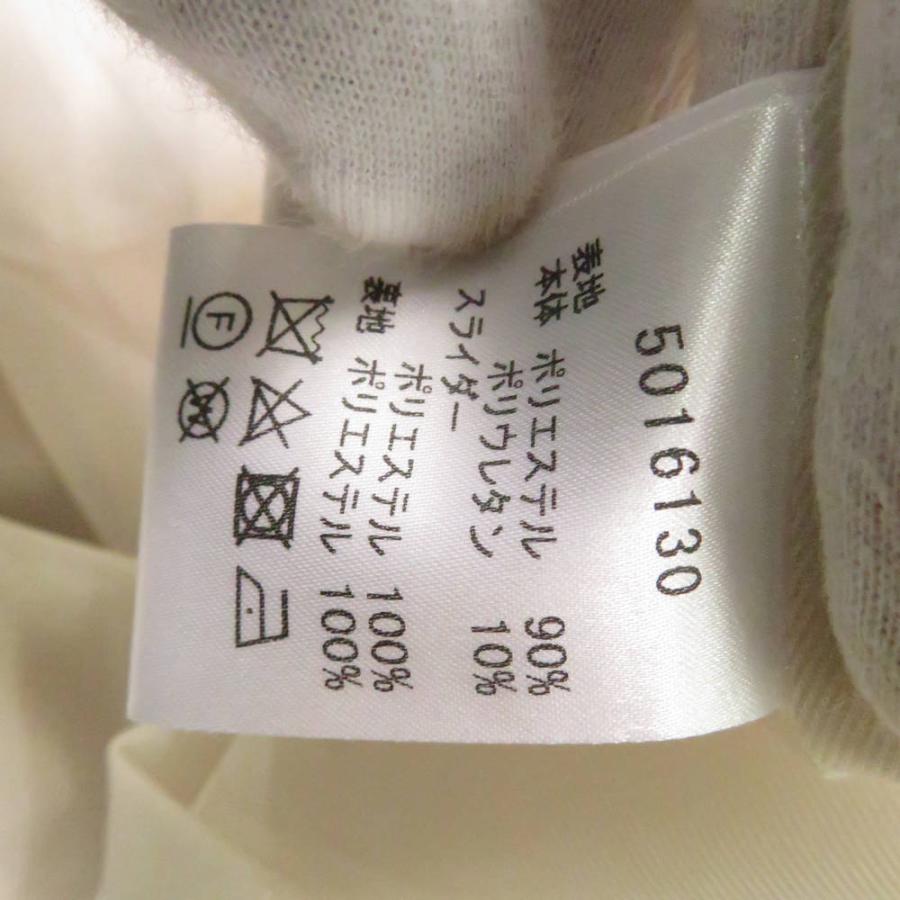 5016130
表地
本体 ポリエステル 90%
ポリウレタン 10%
スライダー
ポリエステル 100%
裏地 ポリエステル 100%
F
W